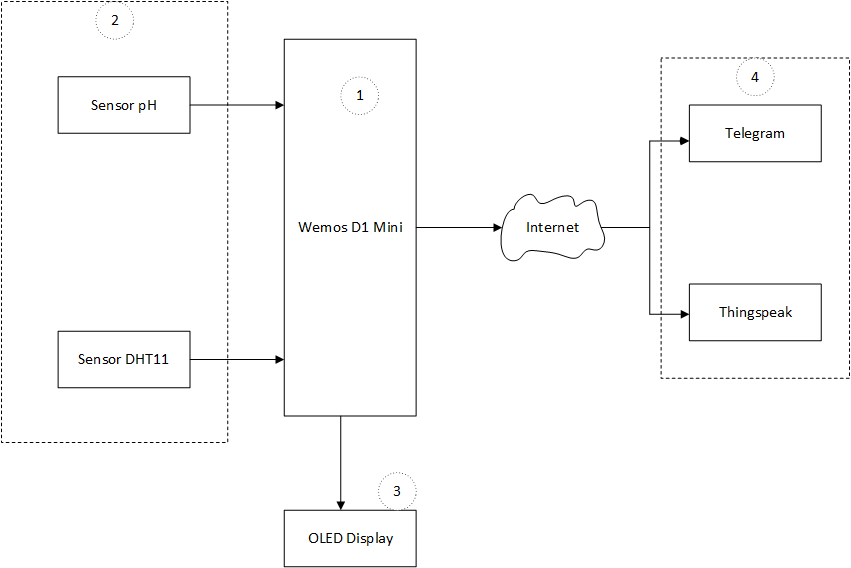 2
Sensor pH
Sensor DHT11
1
Wemos D1 Mini
3
OLED Display
Internet
4
Telegram
Thingspeak